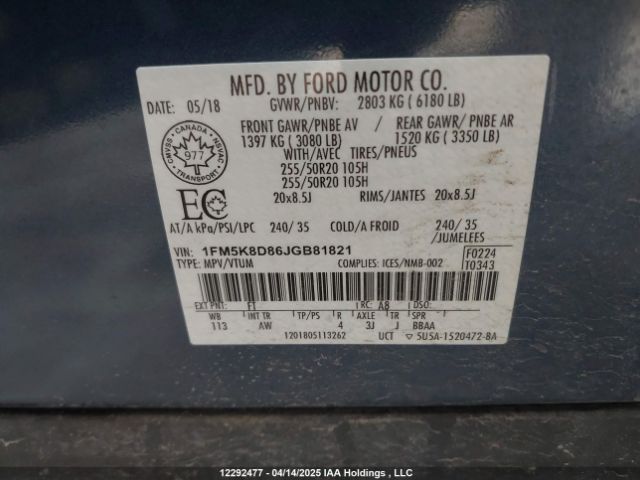 MFD. BY FORD MOTOR CO.
DATE: 05/18 GVWR/PNBV: 2803 KG ( 6180 LB)
FRONT GAWR/PNBE AV / REAR GAWR/ PNBE AR
1397 KG ( 3080 LB) 1520 KG ( 3350 LB)
WITH/AVEC TIRES/PNEUS
255/50R20 105H
255/50R20 105H
20x8.5J RIMS/JANTES 20x8.5J
CMVSS CANADA NSVAC
977
TRANSPORT
EC
AT/A kPa/PSI/LPC 240/ 35 COLD/A FROID 240/ 35
/JUMELEES
VIN: 1FM5K8D86JGB81821 F0224
TYPE: MPV/VTUM COMPLIES: ICES/NMB-002 T0343
EXT PNT: FT RC: A8 DSO:
WB INT TR TP/PS R AXLE TR SPR
113 AW 4 3J J BBAA
1201805113262 UCT ▽ 5U5A-1520472-BA
12292477 - 04/14/2025 IAA Holdings , LLC